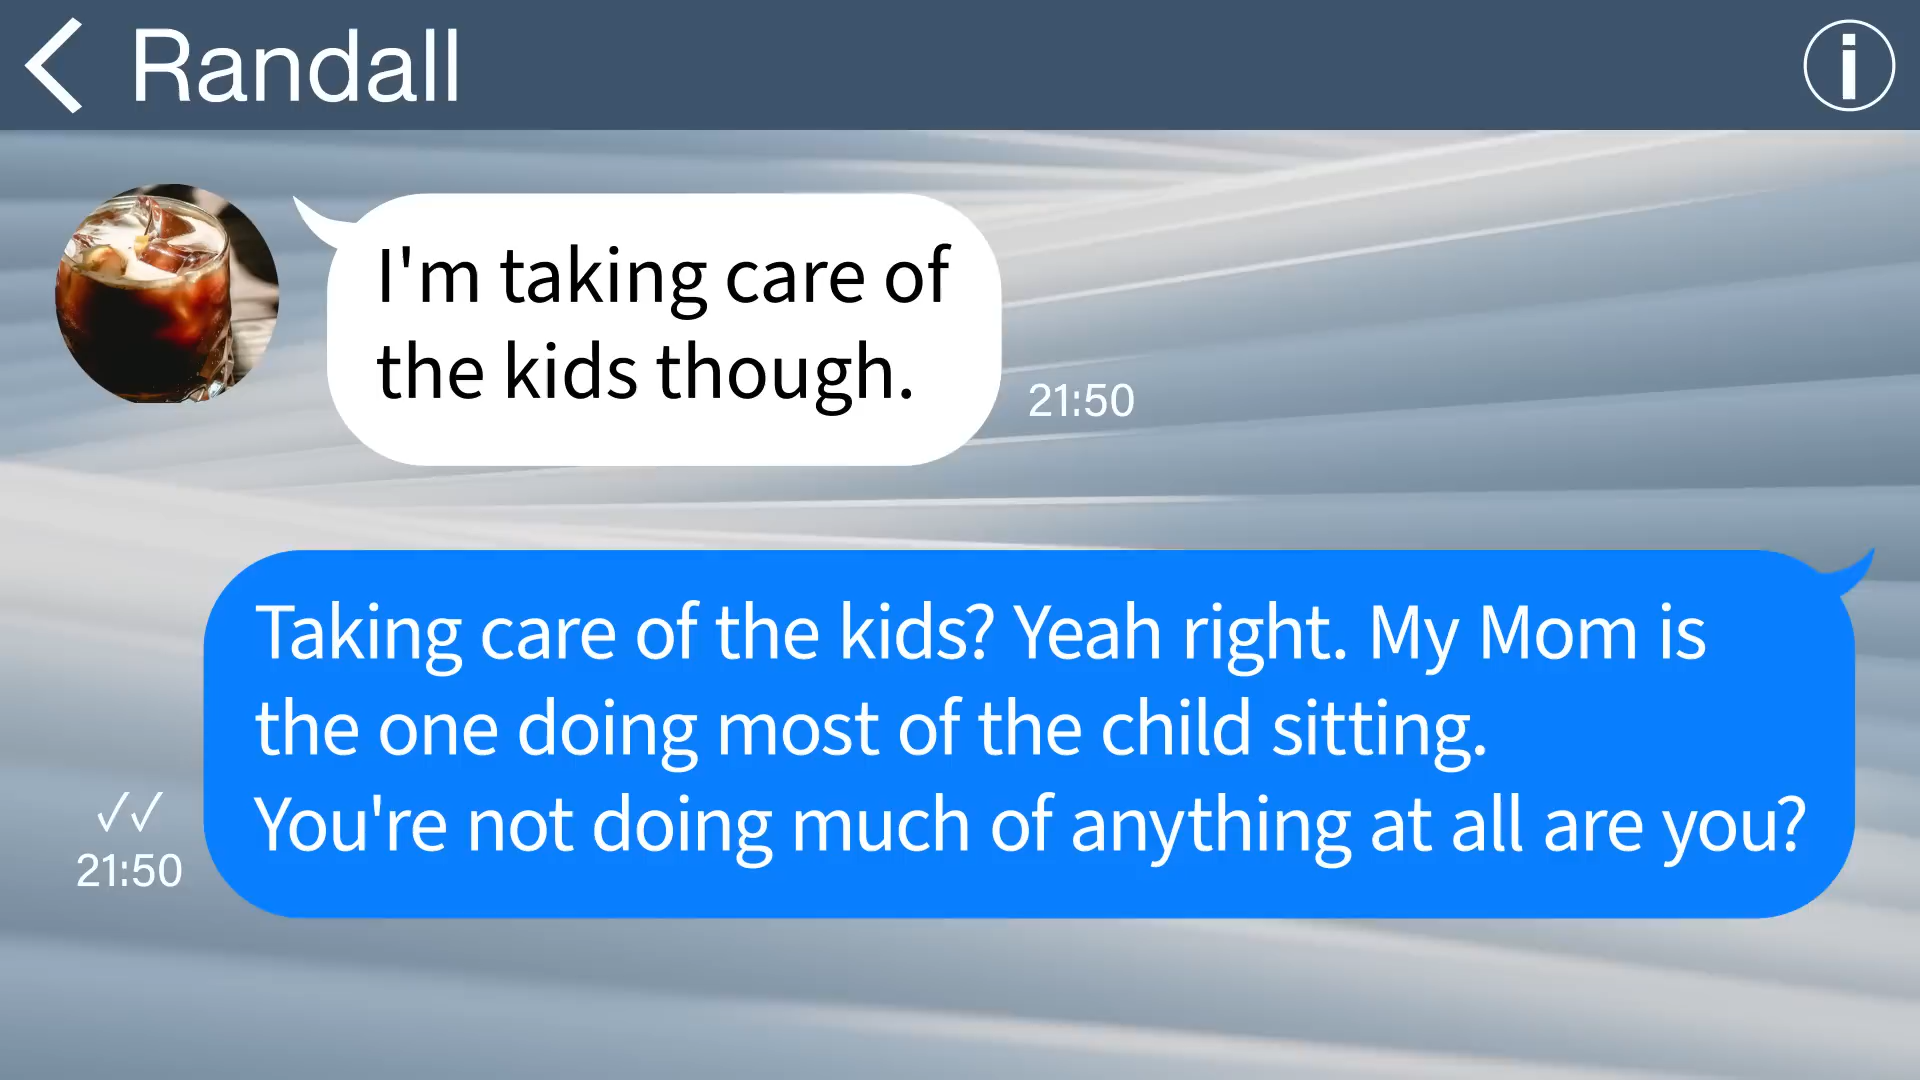 Randall
I'm taking care of
the kids though.
21:50
Taking care of the kids? Yeah right. My Mom is
the one doing most of the child sitting.
You're not doing much of anything at all are you?
21:50